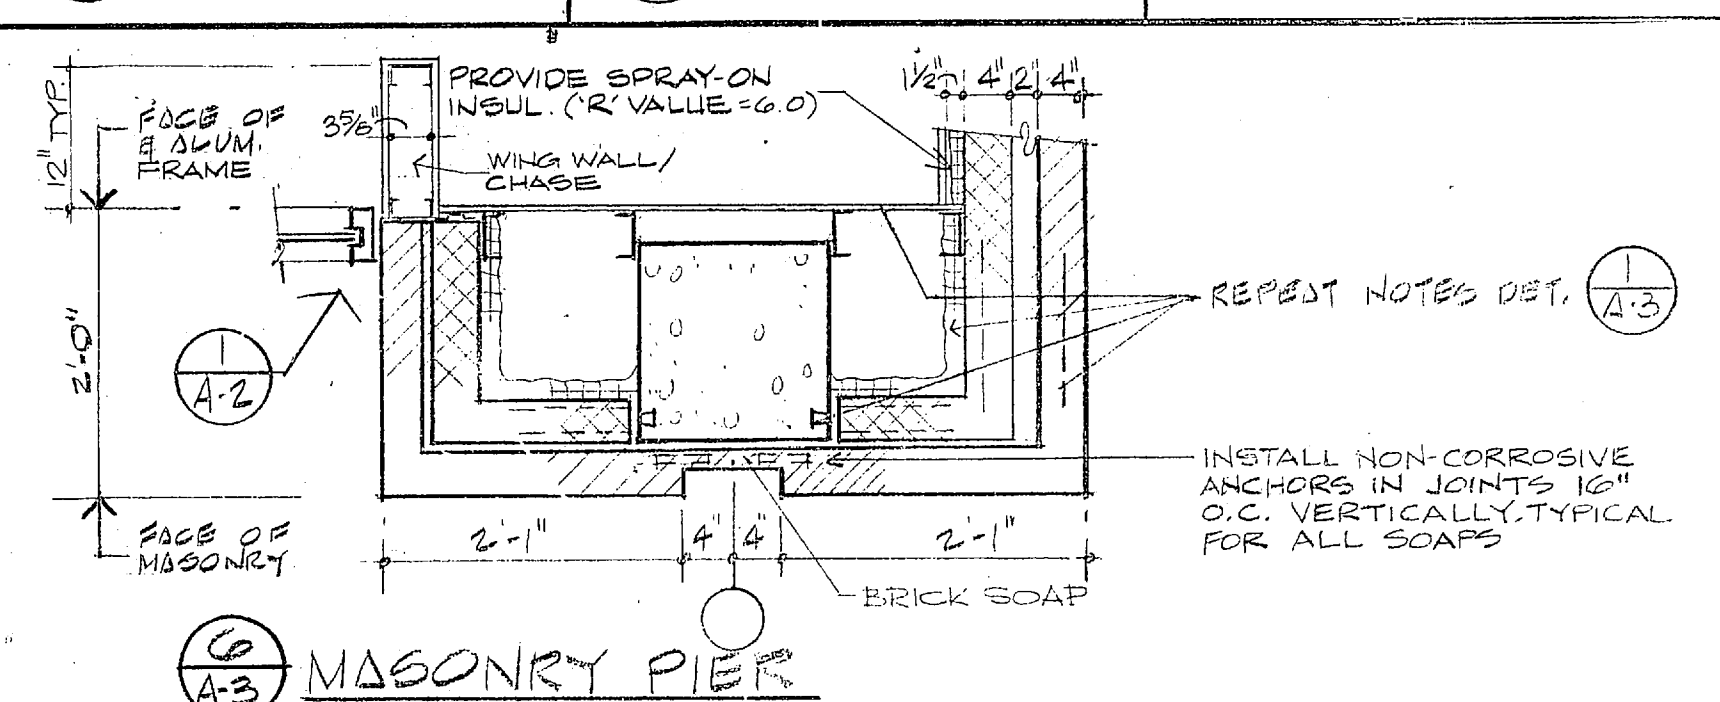 PROVIDE SPRAY-ON
INSUL. ('R' VALUE=6.0)
1½" 4" 2" 4"
12" TYP.
FACE OF
ALUM.
FRAME
3⅝"
WING WALL/
CHASE
2'-0"
1
A-2
REPEAT NOTES DET.
1
A-3
INSTALL NON-CORROSIVE
ANCHORS IN JOINTS 16"
O.C. VERTICALLY. TYPICAL
FOR ALL SOAPS
FACE OF
MASONRY
2'-1" 4" 4" 2'-1"
BRICK SOAP
6
A-3
MASONRY PIER